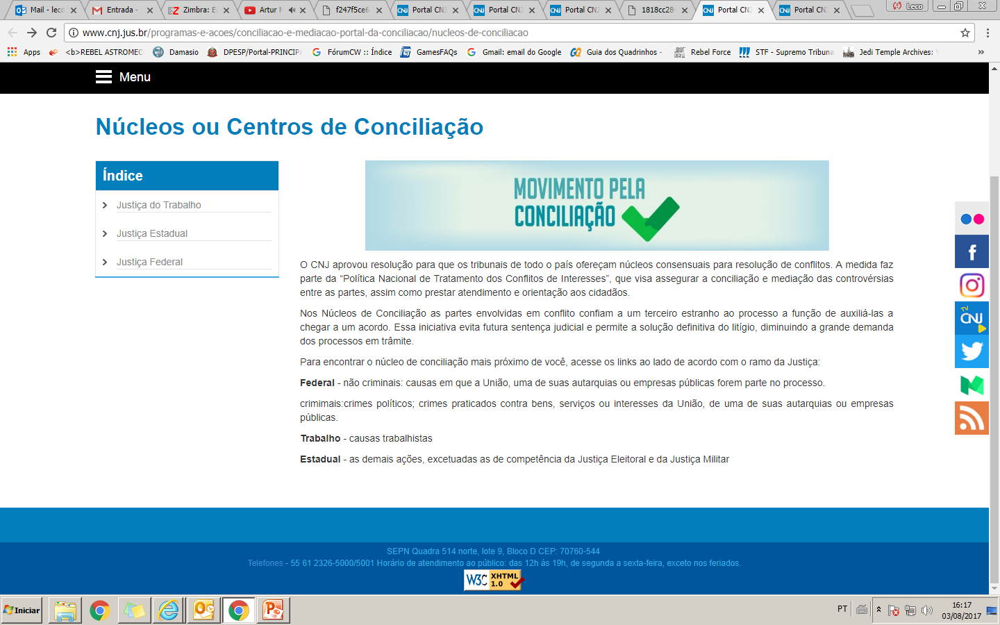 Mail - leco
Entrada -
Zimbra: E
Artur M
f247f5ce6
Portal CNJ
Portal CNJ
Portal CNJ
1818cc284
Portal CNJ
Portal CNJ
Leco
www.cnj.jus.br/programas-e-acoes/conciliacao-e-mediacao-portal-da-conciliacao/nucleos-de-conciliacao
Apps
<b>REBEL ASTROMEC
Damasio
DPESP/Portal-PRINCIPA
FórumCW :: Índice
GamesFAQs
Gmail: email do Google
Guia dos Quadrinhos -
Rebel Force
STF - Supremo Tribuna
Jedi Temple Archives:
Menu
Núcleos ou Centros de Conciliação
Índice
Justiça do Trabalho
Justiça Estadual
Justiça Federal
MOVIMENTO PELA
CONCILIAÇÃO
O CNJ aprovou resolução para que os tribunais de todo o país ofereçam núcleos consensuais para resolução de conflitos. A medida faz
parte da “Política Nacional de Tratamento dos Conflitos de Interesses”, que visa assegurar a conciliação e mediação das controvérsias
entre as partes, assim como prestar atendimento e orientação aos cidadãos.
Nos Núcleos de Conciliação as partes envolvidas em conflito confiam a um terceiro estranho ao processo a função de auxiliá-las a
chegar a um acordo. Essa iniciativa evita futura sentença judicial e permite a solução definitiva do litígio, diminuindo a grande demanda
dos processos em trâmite.
Para encontrar o núcleo de conciliação mais próximo de você, acesse os links ao lado de acordo com o ramo da Justiça:
Federal - não criminais: causas em que a União, uma de suas autarquias ou empresas públicas forem parte no processo.
crimimais:crimes políticos; crimes praticados contra bens, serviços ou interesses da União, de uma de suas autarquias ou empresas
públicas.
Trabalho - causas trabalhistas
Estadual - as demais ações, excetuadas as de competência da Justiça Eleitoral e da Justiça Militar
TV
CNJ
SEPN Quadra 514 norte, lote 9, Bloco D CEP: 70760-544
Telefones - 55 61 2326-5000/5001 Horário de atendimento ao público: das 12h às 19h, de segunda a sexta-feira, exceto nos feriados.
W3C XHTML
1.0
Iniciar
PT
16:17
03/08/2017